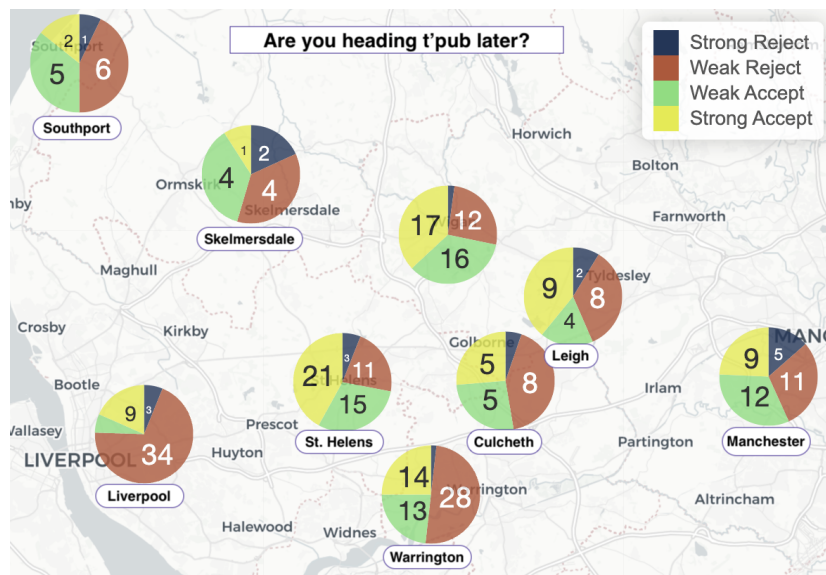 Are you heading t'pub later?
Strong Reject
Weak Reject
Weak Accept
Strong Accept
Southport
2
1
5
6
Southport
Horwich
Bolton
1
2
4
4
Ormskirk
Skelmersdale
Skelmersdale
Farnworth
17
12
16
Maghull
9
2
8
4
Tyldesley
Leigh
Crosby
Kirkby
Golborne
21
3
11
15
St. Helens
5
8
5
Culcheth
9
5
11
12
Manchester
Bootle
Irlam
9
3
34
Liverpool
Prescot
Huyton
Partington
LIVERPOOL
14
28
13
Warrington
Warrington
Altrincham
Halewood
Widnes